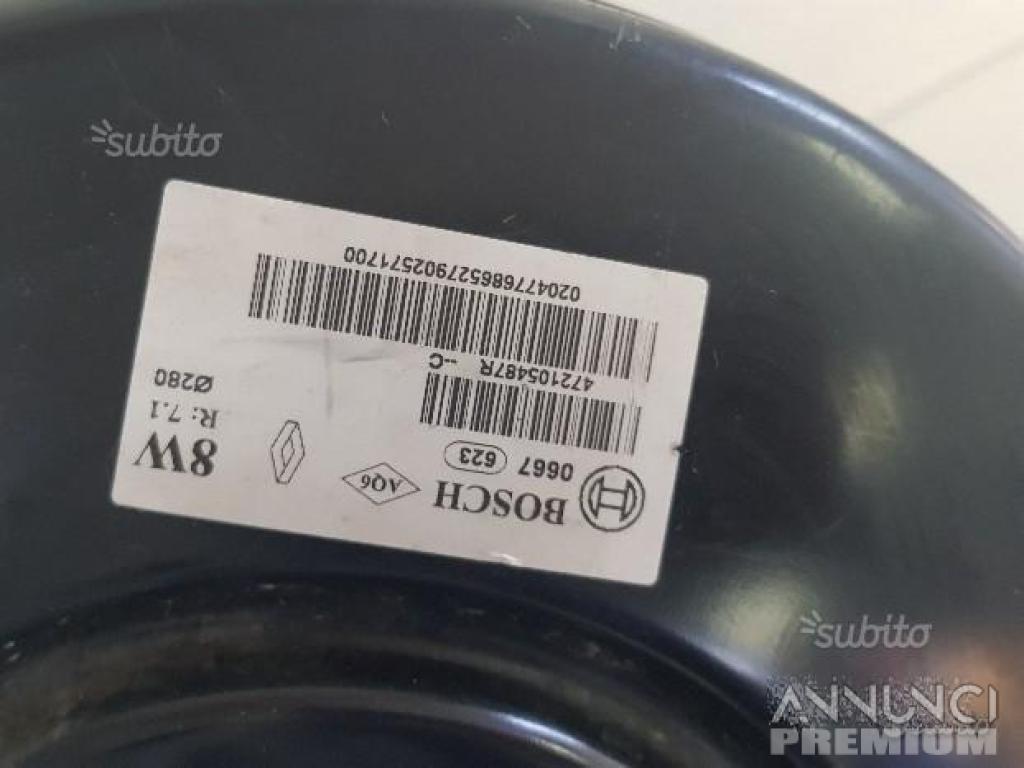 BOSCH
AQ6
8W
0667 623
R: 7.1
Ø280
472105487R ..C
020477686527902571700
subito
subito
ANNUNCI
PREMIUM